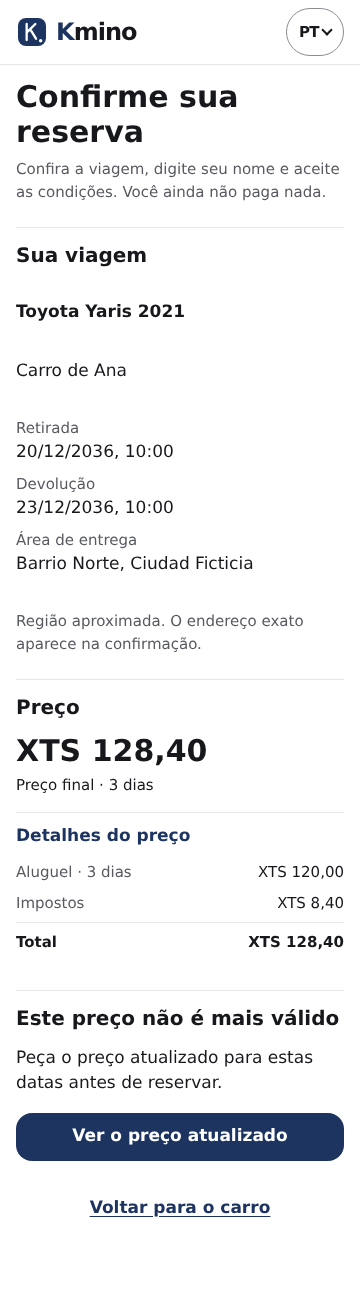 K. Kmino
PT
Confirme sua
reserva
Confira a viagem, digite seu nome e aceite
as condições. Você ainda não paga nada.
Sua viagem
Toyota Yaris 2021
Carro de Ana
Retirada
20/12/2036, 10:00
Devolução
23/12/2036, 10:00
Área de entrega
Barrio Norte, Ciudad Ficticia
Região aproximada. O endereço exato
aparece na confirmação.
Preço
XTS 128,40
Preço final · 3 dias
Detalhes do preço
Aluguel · 3 dias XTS 120,00
Impostos XTS 8,40
Total XTS 128,40
Este preço não é mais válido
Peça o preço atualizado para estas
datas antes de reservar.
Ver o preço atualizado
Voltar para o carro